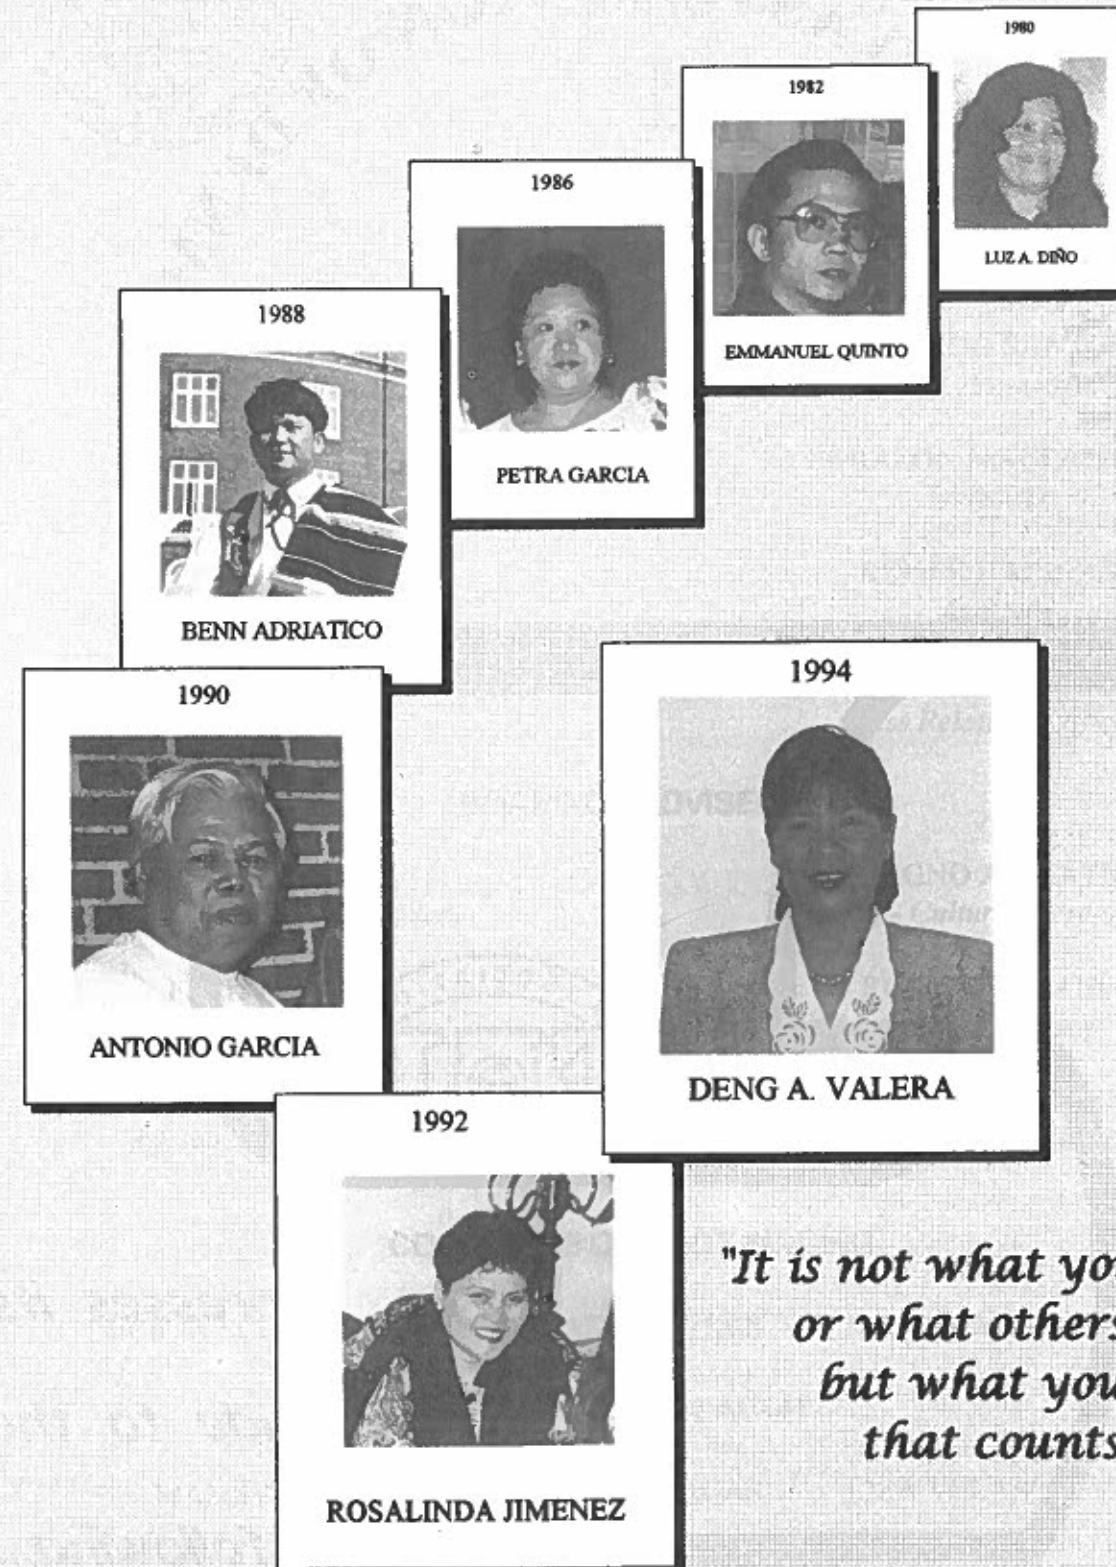 1980
LUZ A. DIÑO
1982
EMMANUEL QUINTO
1986
PETRA GARCIA
1988
BENN ADRIATICO
1990
ANTONIO GARCIA
1992
ROSALINDA JIMENEZ
1994
DENG A. VALERA
"It is not what
or what others
but what you
that counts